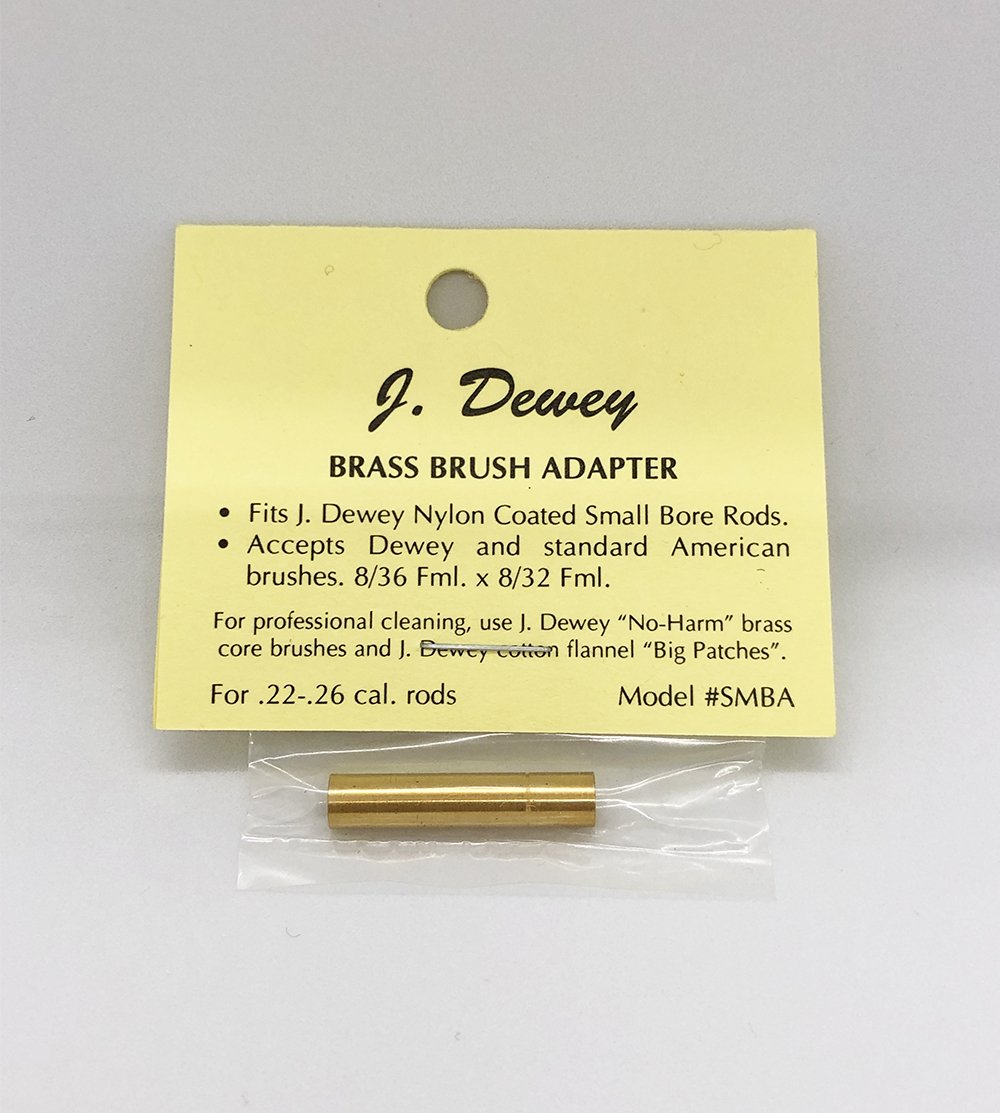 J. Dewey
BRASS BRUSH ADAPTER
• Fits J. Dewey Nylon Coated Small Bore Rods.
• Accepts Dewey and standard American
brushes. 8/36 Fml. x 8/32 Fml.
For professional cleaning, use J. Dewey “No-Harm” brass
core brushes and J. Dewey cotton flannel “Big Patches”.
For .22-.26 cal. rods Model #SMBA